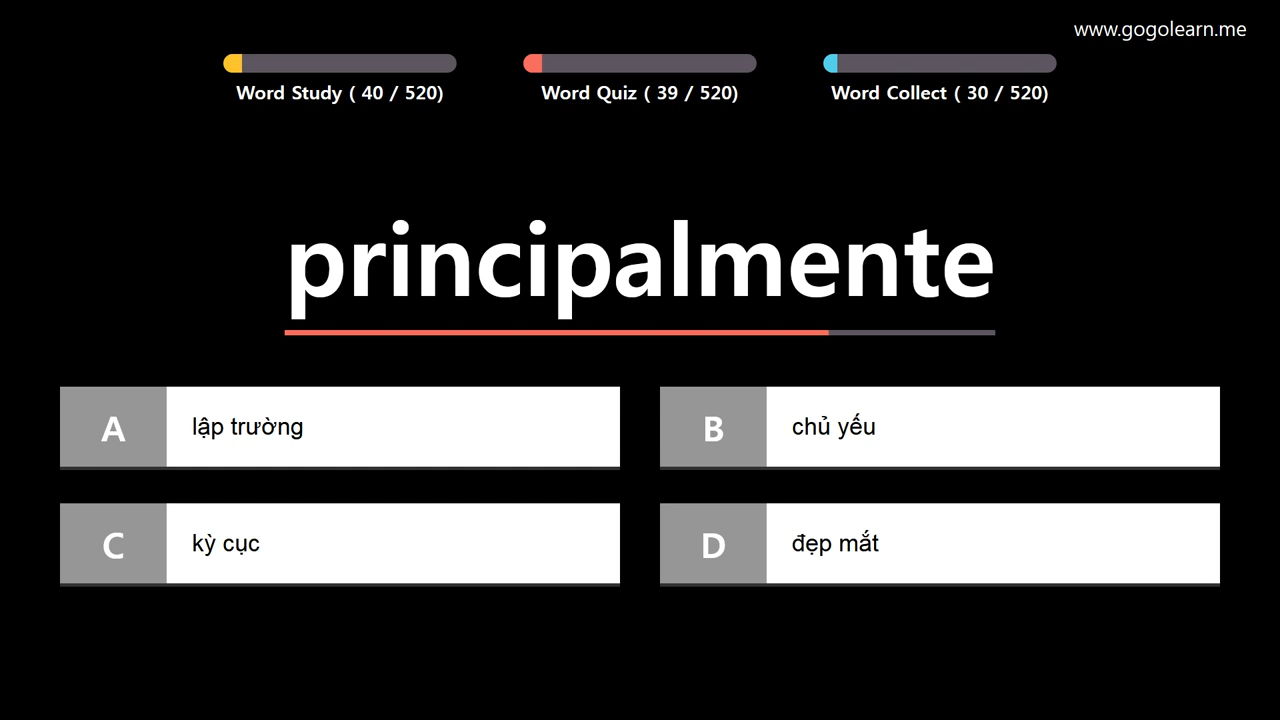 www.gogolearn.me
Word Study ( 40 / 520)
Word Quiz ( 39 / 520)
Word Collect ( 30 / 520)
principalmente
A lập trường
B chủ yếu
C kỳ cục
D đẹp mắt